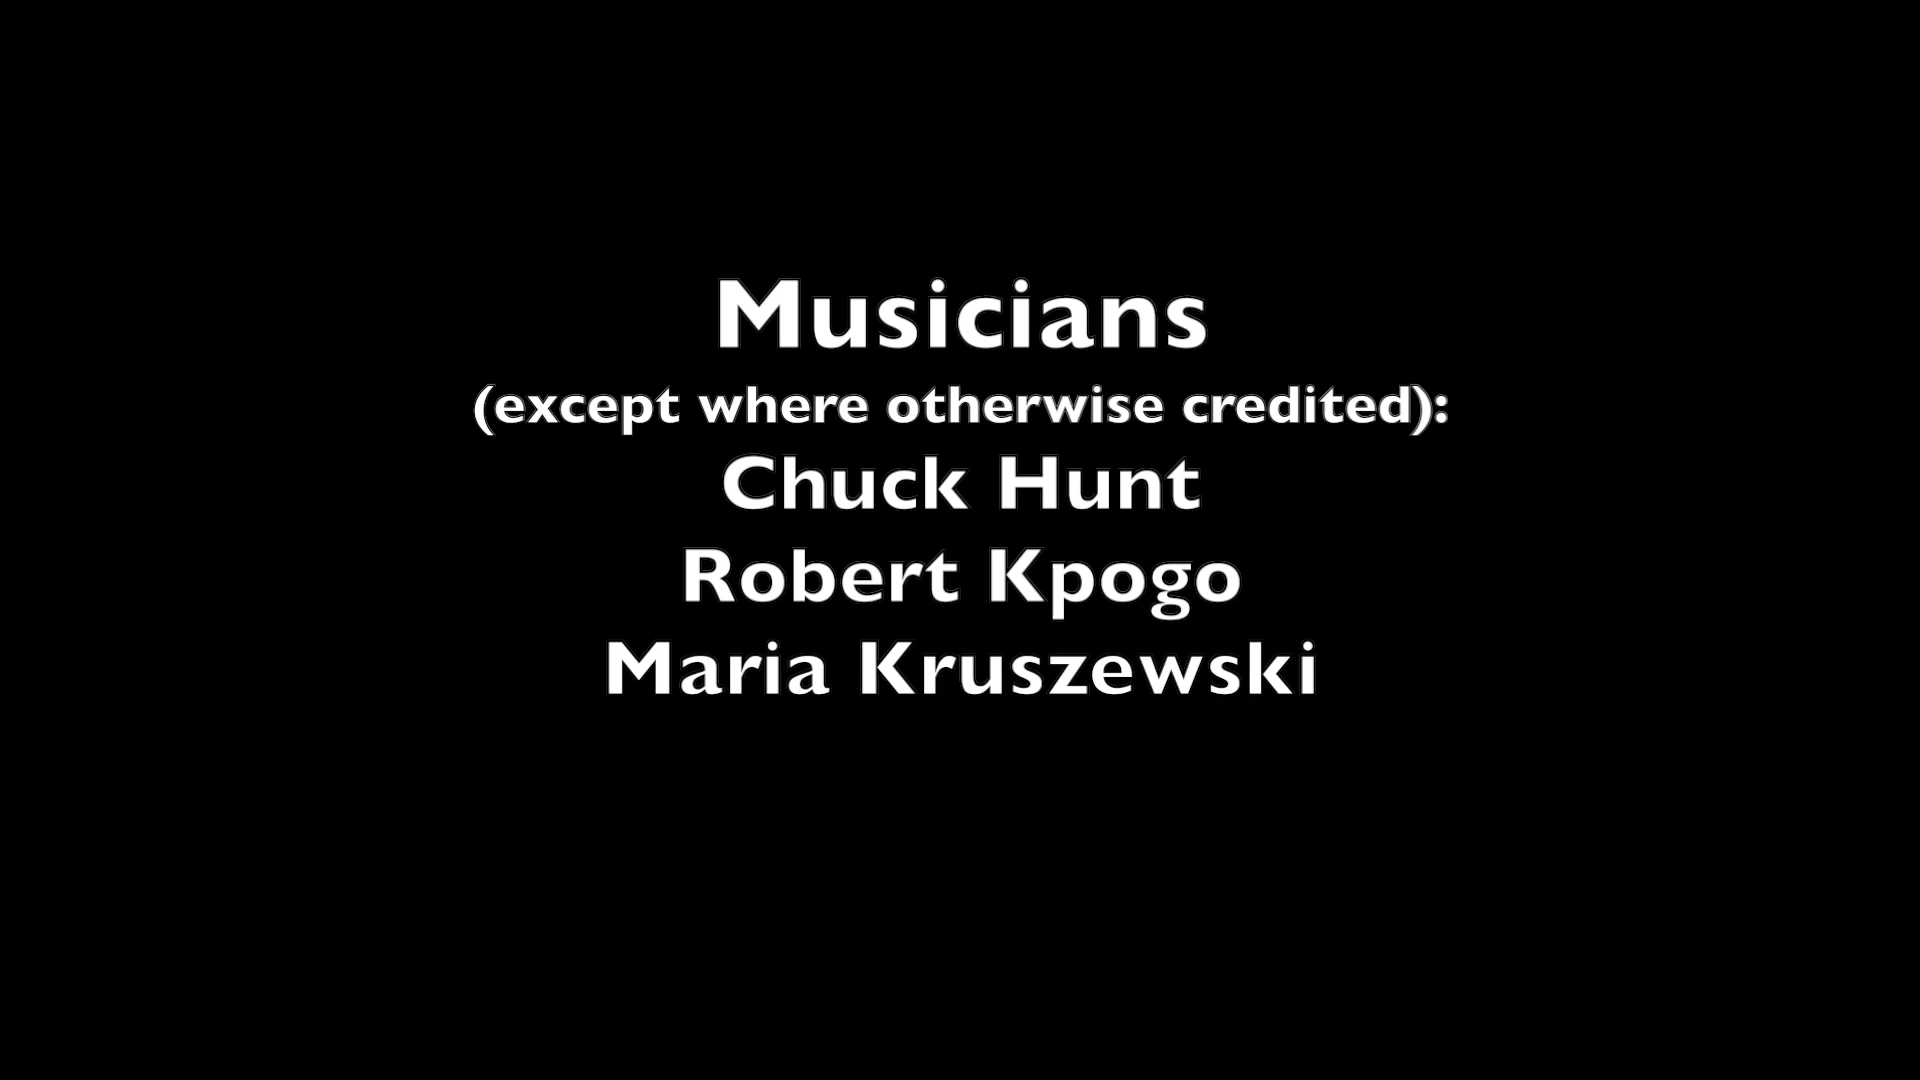 Musicians
(except where otherwise credited):
Chuck Hunt
Robert Kpogo
Maria Kruszewski